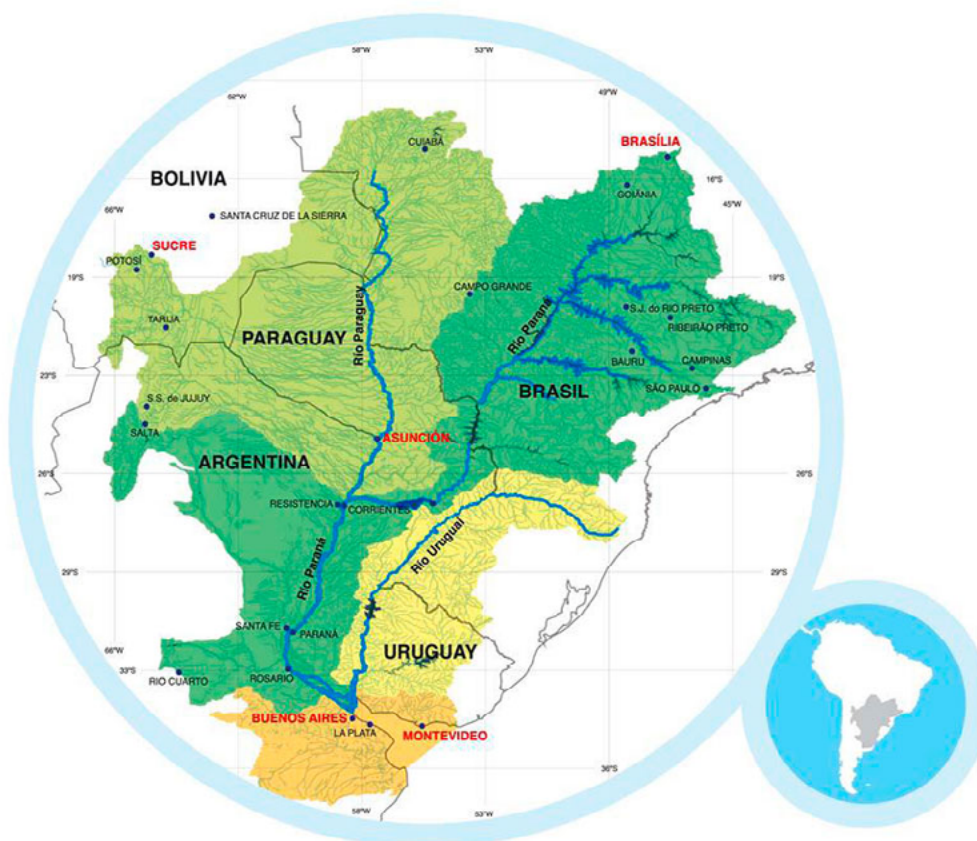 58°W
53°W
62°W
49°W
CUIABÁ
BRASÍLIA
BOLIVIA
GOIÂNIA
16°S
45°W
66°W
SANTA CRUZ DE LA SIERRA
SUCRE
POTOSÍ
19°S
19°S
CAMPO GRANDE
Río Paraná
S.J. do RIO PRETO
RIBEIRÃO PRETO
TARIJA
PARAGUAY
Río Paraguay
BAURU
CAMPINAS
23°S
23°S
BRASIL
SÃO PAULO
S.S. de JUJUY
SALTA
ASUNCIÓN
ARGENTINA
26°S
26°S
RESISTENCIA
CORRIENTES
Río Uruguai
Río Paraná
29°S
29°S
SANTA FE
PARANÁ
URUGUAY
66°W
33°S
33°S
RIO CUARTO
ROSARIO
BUENOS AIRES
LA PLATA
MONTEVIDEO
36°S
58°W
53°W